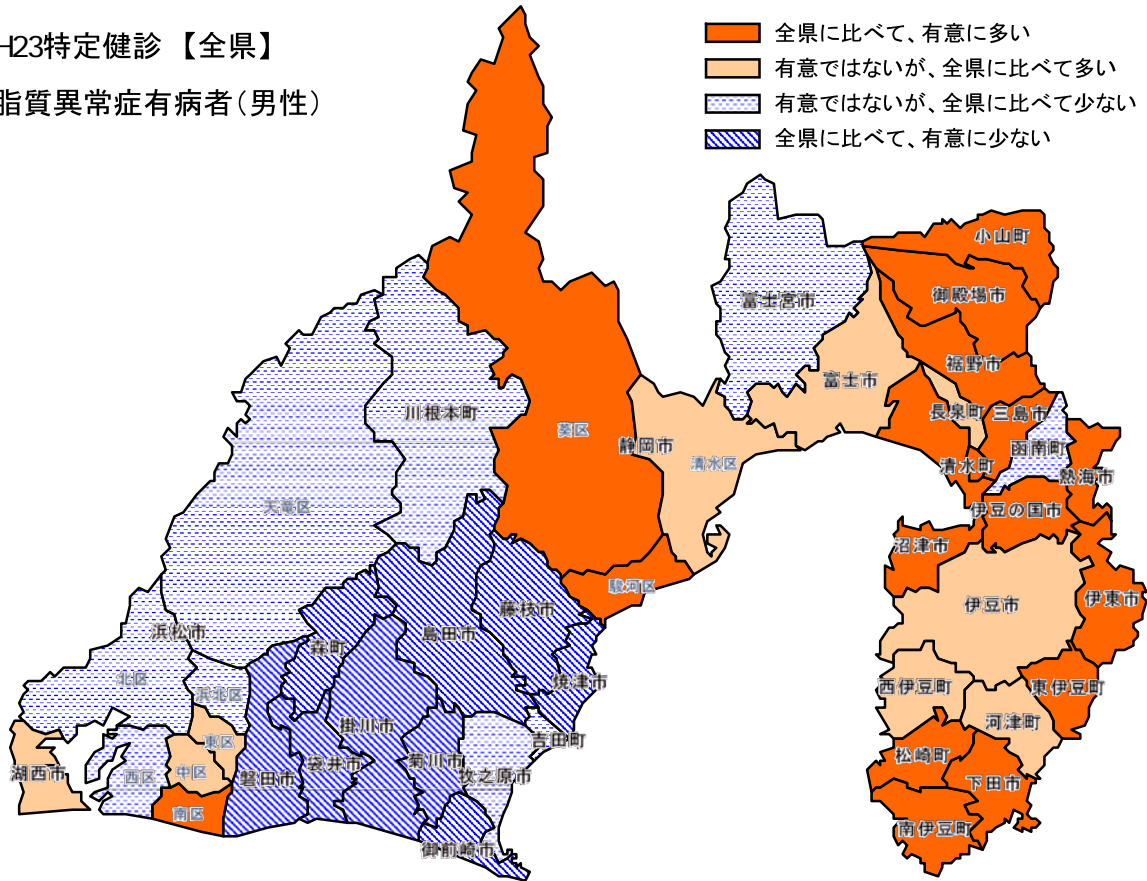 H23特定健診 【全県】
脂質異常症有病者(男性)
全県に比べて、有意に多い
有意ではないが、全県に比べて多い
有意ではないが、全県に比べて少ない
全県に比べて、有意に少ない
小山町
御殿場市
富士宮市
裾野市
富士市
長泉町
三島市
川根本町
葵区
静岡市
清水区
函南町
清水町
熱海市
天竜区
伊豆の国市
沼津市
駿河区
伊豆市
伊東市
藤枝市
浜松市
島田市
森町
北区
浜北区
焼津市
西伊豆町
東伊豆町
掛川市
河津町
東区
吉田町
松崎町
湖西市
西区
中区
磐田市
袋井市
菊川市
牧之原市
下田市
南区
南伊豆町
御前崎市